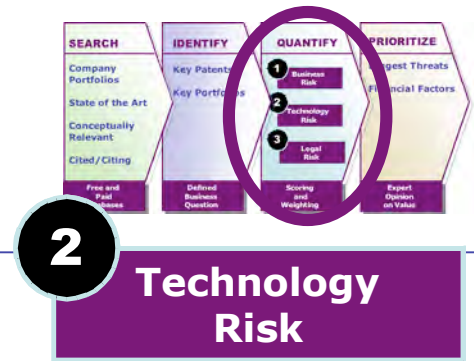 SEARCH
Company
Portfolios
State of the Art
Conceptually
Relevant
Cited/Citing
Free and
Paid
IDENTIFY
Key Patents
Key Portfolios
Defined
Business
Question
QUANTIFY
1
Business
Risk
2
Technology
Risk
3
Legal
Risk
Scoring
and
Weighting
PRIORITIZE
Threats
Financial Factors
Expert
Opinion
on Value
2
Technology
Risk